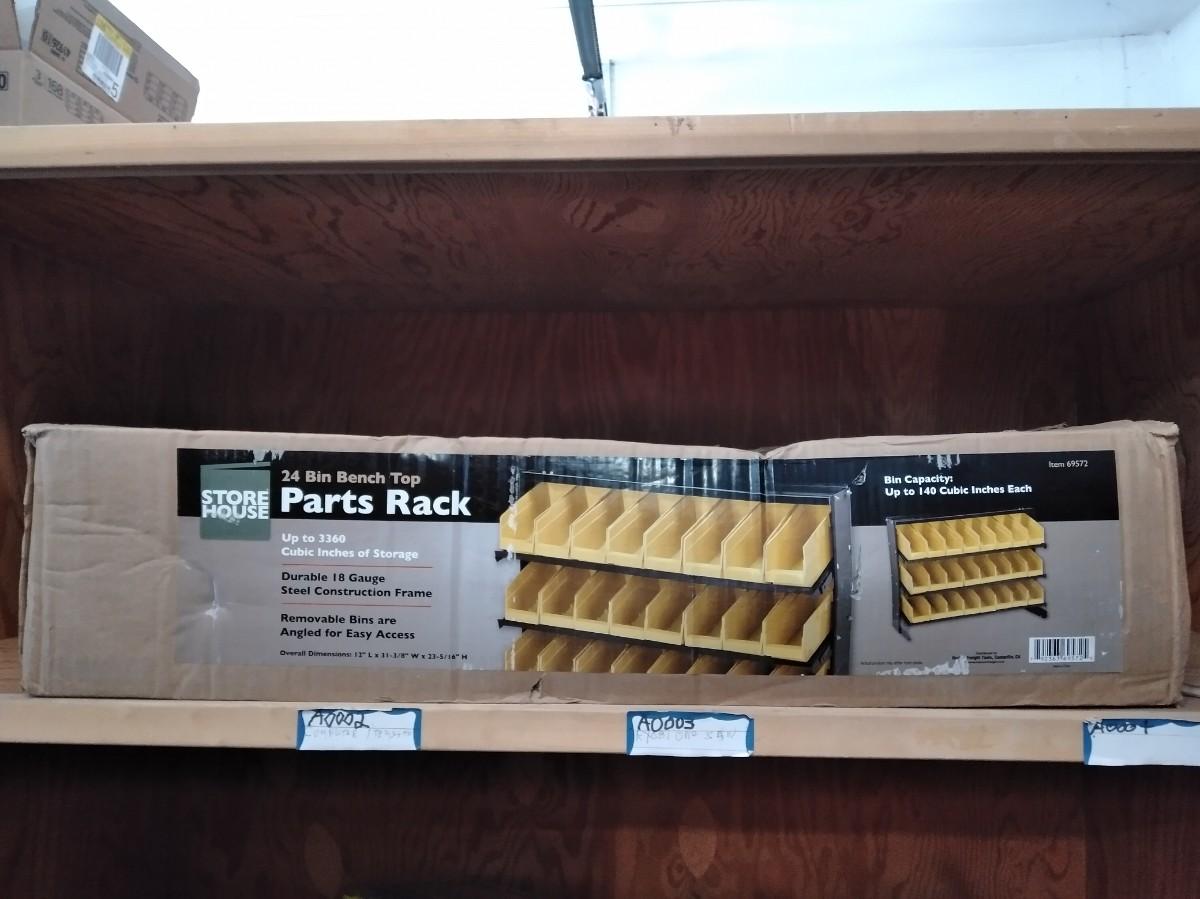 STORE
HOUSE
24 Bin Bench Top
Parts Rack
Up to 3360
Cubic Inches of Storage
Durable 18 Gauge
Steel Construction Frame
Removable Bins are
Angled for Easy Access
Overall Dimensions: 12" L x 31-3/8" W x 23-5/16" H
Item 69572
Bin Capacity:
Up to 140 Cubic Inches Each
A0002
A0003
A0004